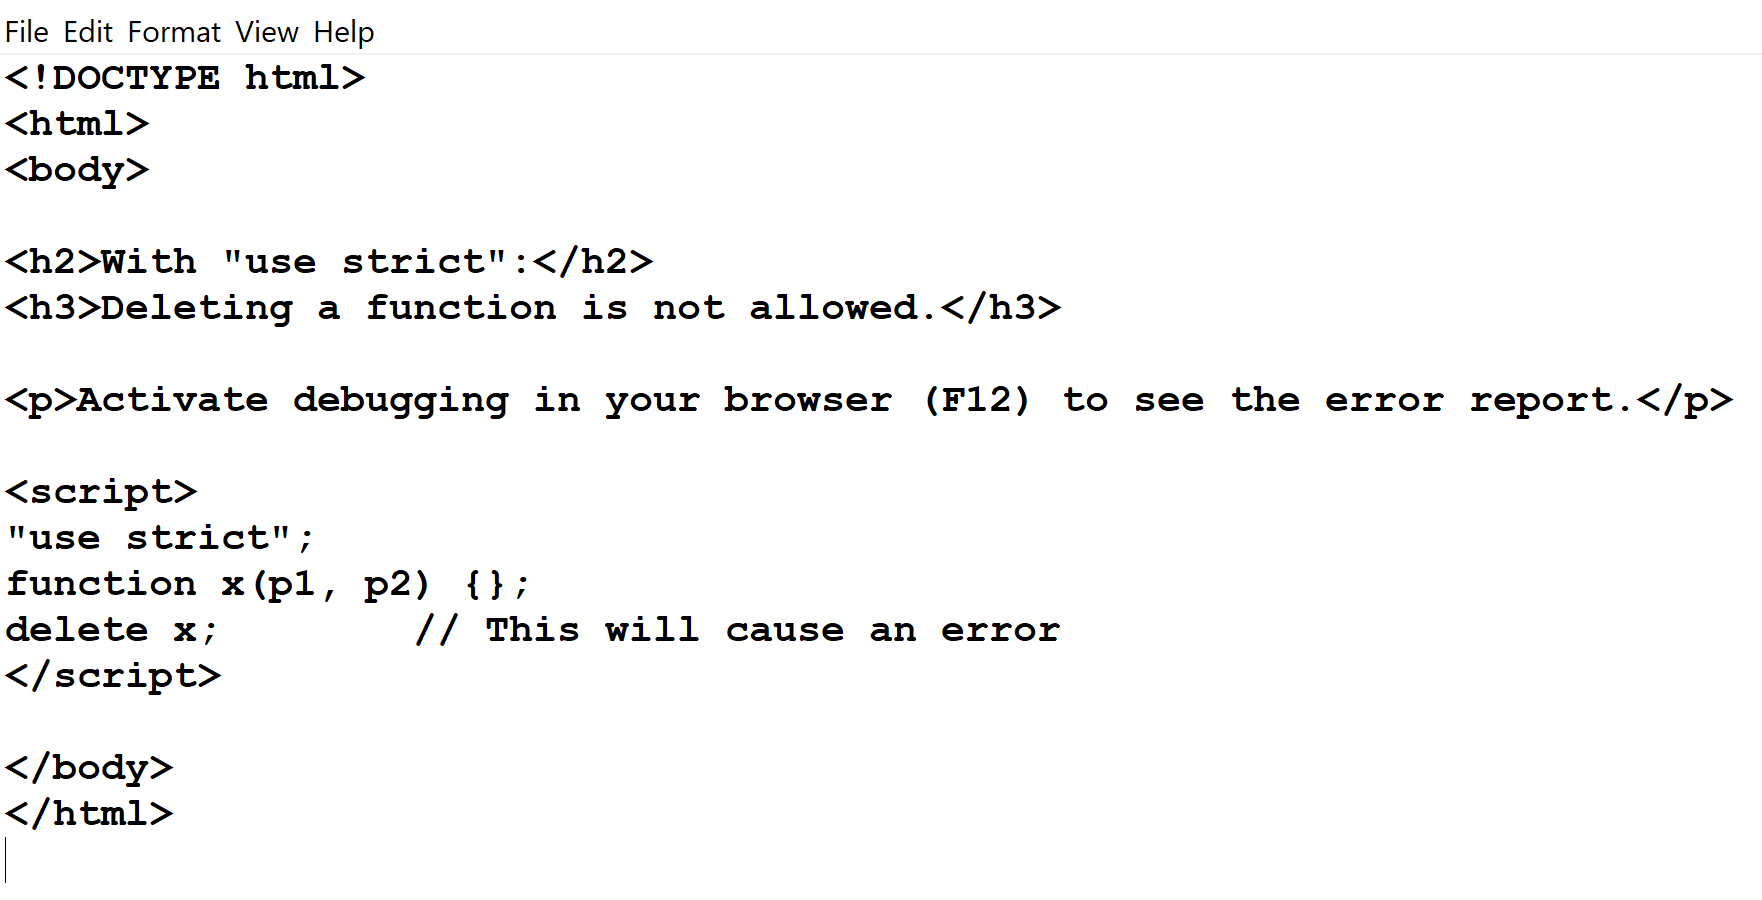 File Edit Format View Help
<!DOCTYPE html>
<html>
<body>
<h2>With "use strict":</h2>
<h3>Deleting a function is not allowed.</h3>
<p>Activate debugging in your browser (F12) to see the error report.</p>
<script>
"use strict";
function x(p1, p2) {};
delete x;        // This will cause an error
</script>
</body>
</html>